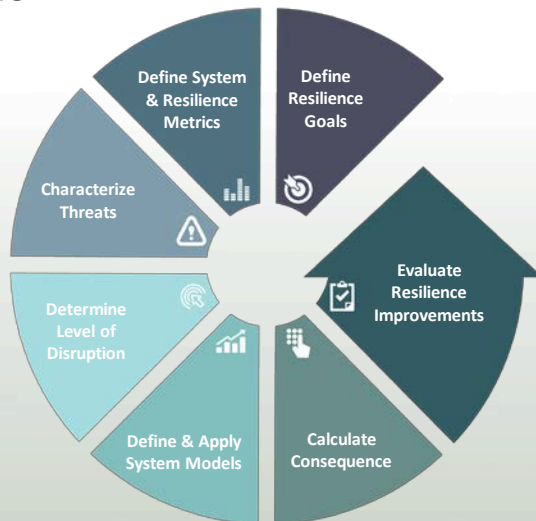 Define
Resilience
Goals
Define System
& Resilience
Metrics
Characterize
Threats
Determine
Level of
Disruption
Define & Apply
System Models
Calculate
Consequence
Evaluate
Resilience
Improvements